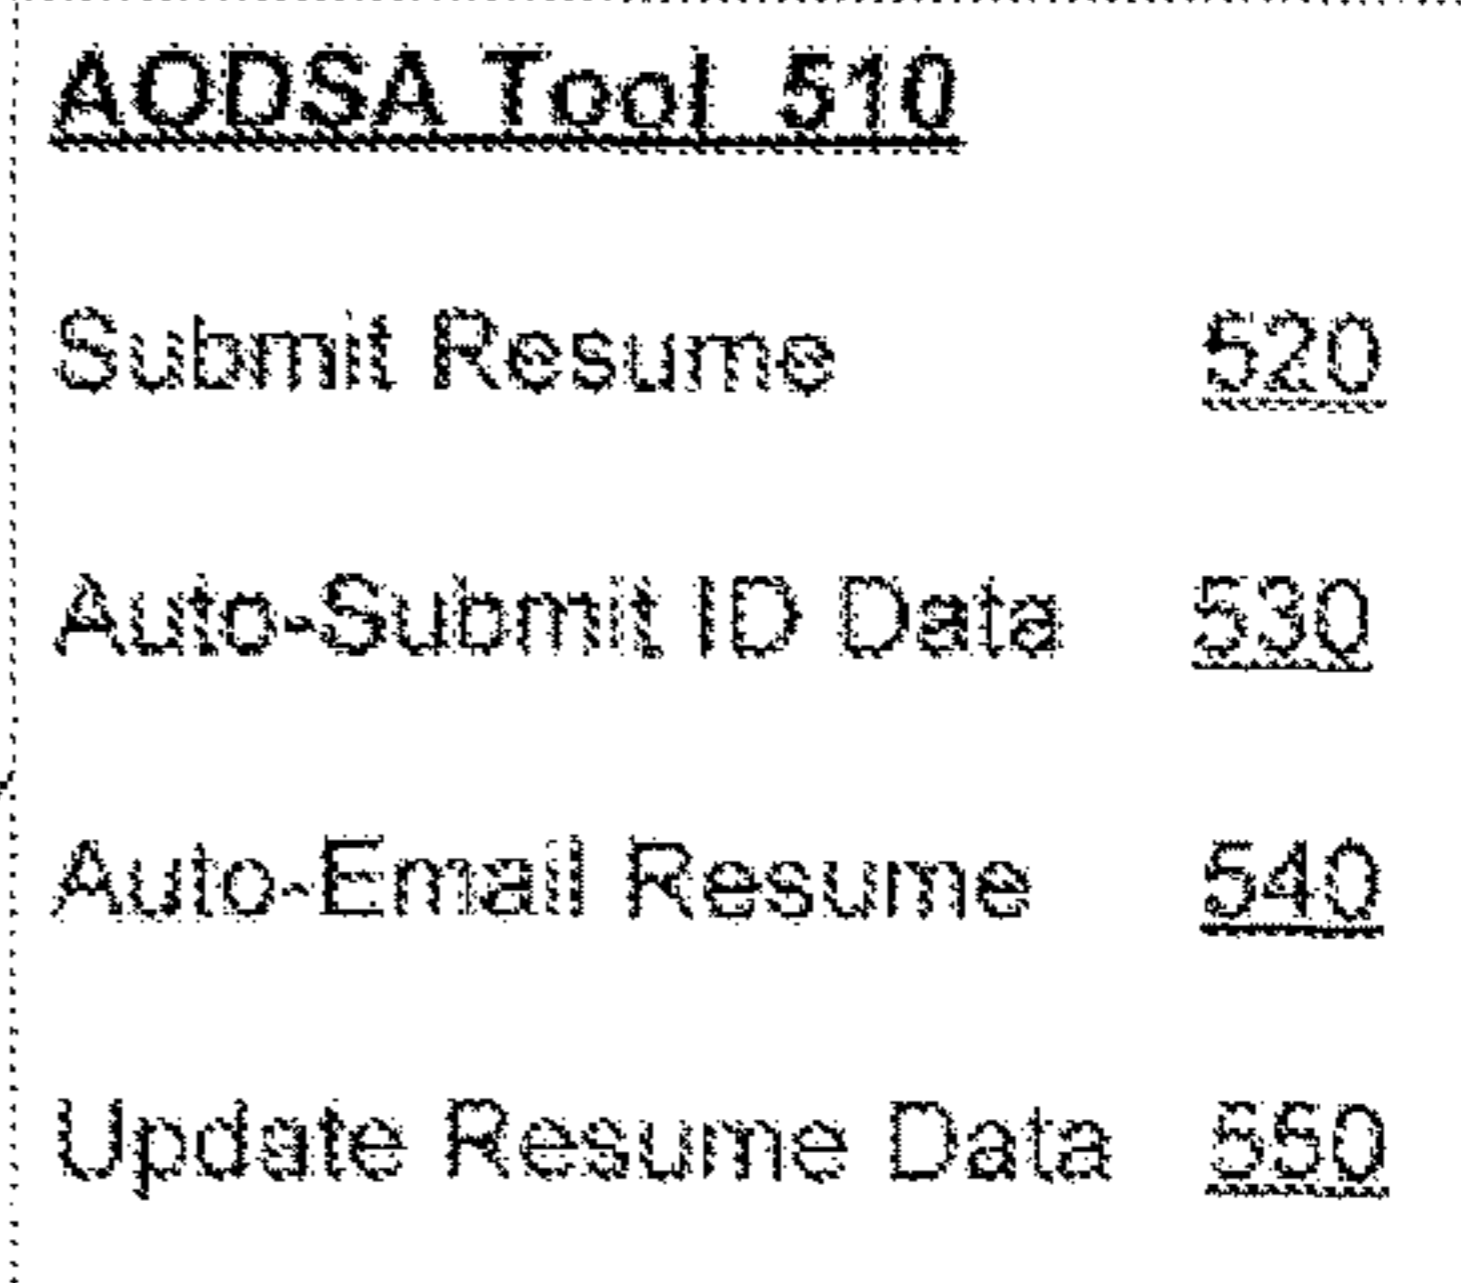 AODSA Tool 510
Submit Resume 520
Auto-Submit ID Data 530
Auto-Email Resume 540
Update Resume Data 550